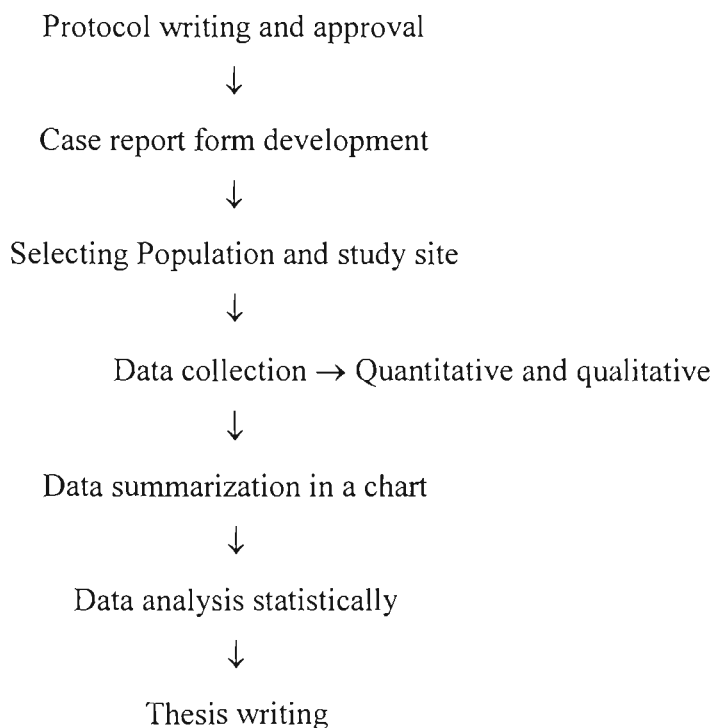 Protocol writing and approval
↓
Case report form development
↓
Selecting Population and study site
↓
Data collection → Quantitative and qualitative
↓
Data summarization in a chart
↓
Data analysis statistically
↓
Thesis writing